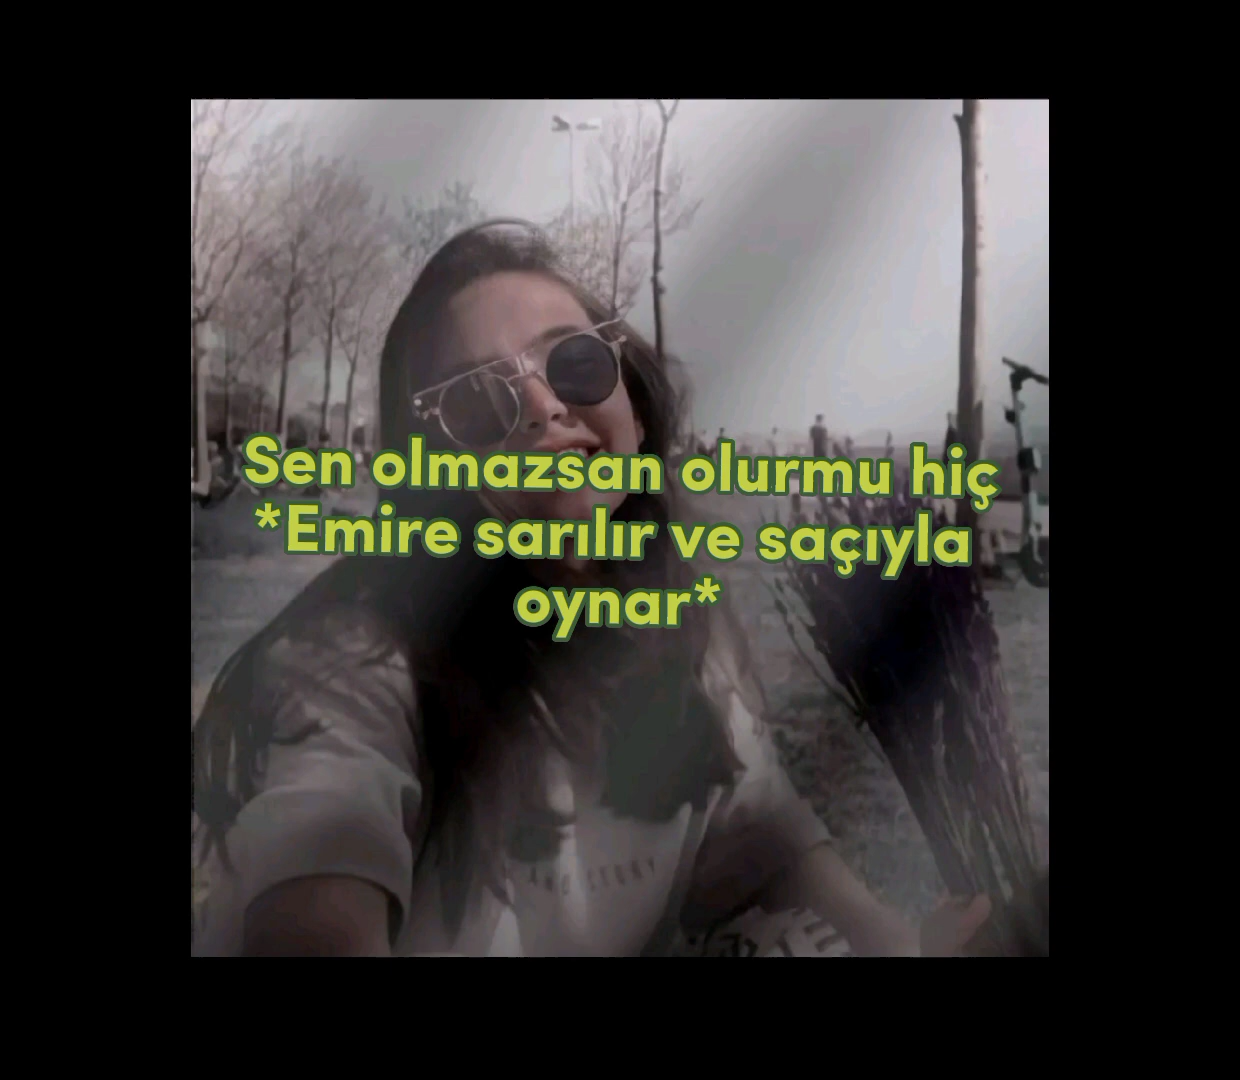 Sen olmazsan olurmu hiç
*Emire sarılır ve saçıyla
oynar*